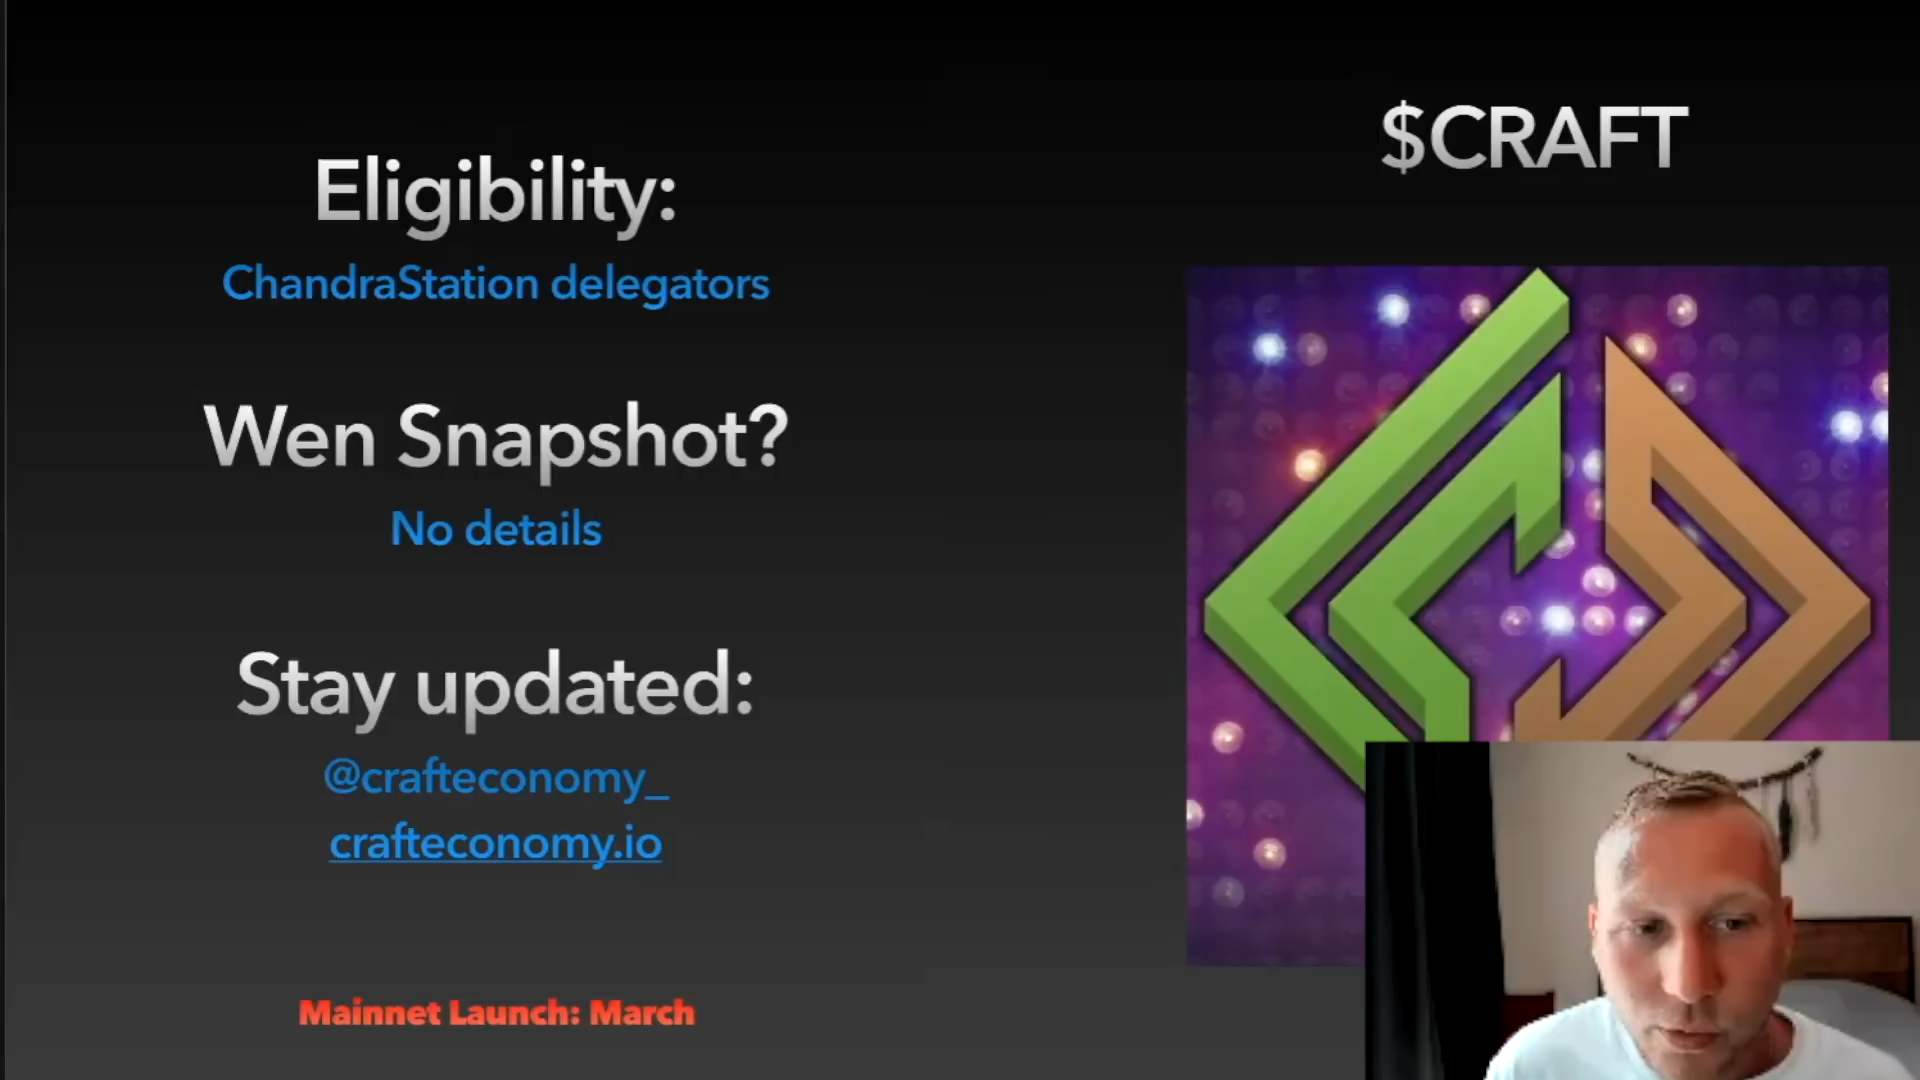 $CRAFT
Eligibility:
ChandraStation delegators
Wen Snapshot?
No details
Stay updated:
@crafteconomy_
crafteconomy.io
Mainnet Launch: March